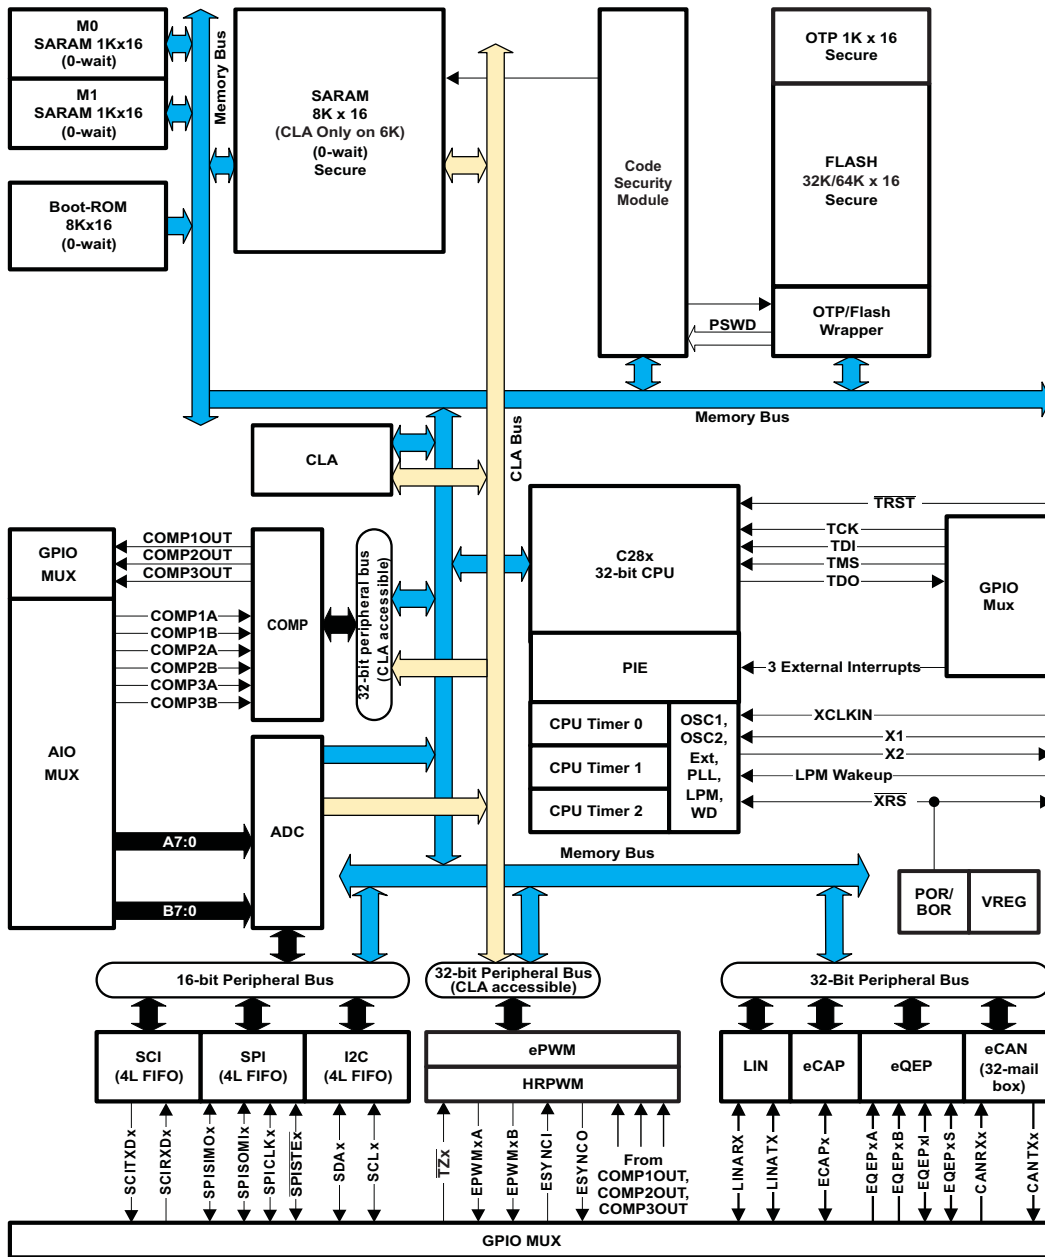 M0
SARAM 1Kx16
(0-wait)
M1
SARAM 1Kx16
(0-wait)
Boot-ROM
8Kx16
(0-wait)
Memory Bus
SARAM
8K x 16
(CLA Only on 6K)
(0-wait)
Secure
Code
Security
Module
OTP 1K x 16
Secure
FLASH
32K/64K x 16
Secure
OTP/Flash
Wrapper
PSWD
Memory Bus
CLA Bus
CLA
C28x
32-bit CPU
TRST
TCK
TDI
TMS
TDO
GPIO
Mux
PIE
3 External Interrupts
CPU Timer 0
CPU Timer 1
CPU Timer 2
OSC1,
OSC2,
Ext,
PLL,
LPM,
WD
XCLKIN
X1
X2
LPM Wakeup
XRS
POR/
BOR
VREG
GPIO
MUX
COMP1OUT
COMP2OUT
COMP3OUT
COMP1A
COMP1B
COMP2A
COMP2B
COMP3A
COMP3B
COMP
32-bit peripheral bus
(CLA accessible)
AIO
MUX
A7:0
B7:0
ADC
Memory Bus
16-bit Peripheral Bus
32-bit Peripheral Bus
(CLA accessible)
32-Bit Peripheral Bus
SCI
(4L FIFO)
SPI
(4L FIFO)
I2C
(4L FIFO)
ePWM
HRPWM
LIN
eCAP
eQEP
eCAN
(32-mail
box)
SCITXDx
SCIRXDx
SPISIMOx
SPISOMIx
SPICLKx
SPISTEx
SDAx
SCLx
TZx
EPWMxA
EPWMxB
ESYNCI
ESYNCO
From
COMP1OUT,
COMP2OUT,
COMP3OUT
LINARX
LINATX
ECAPx
EQEPxA
EQEPxB
EQEPxI
EQEPxS
CANRXx
CANTXx
GPIO MUX